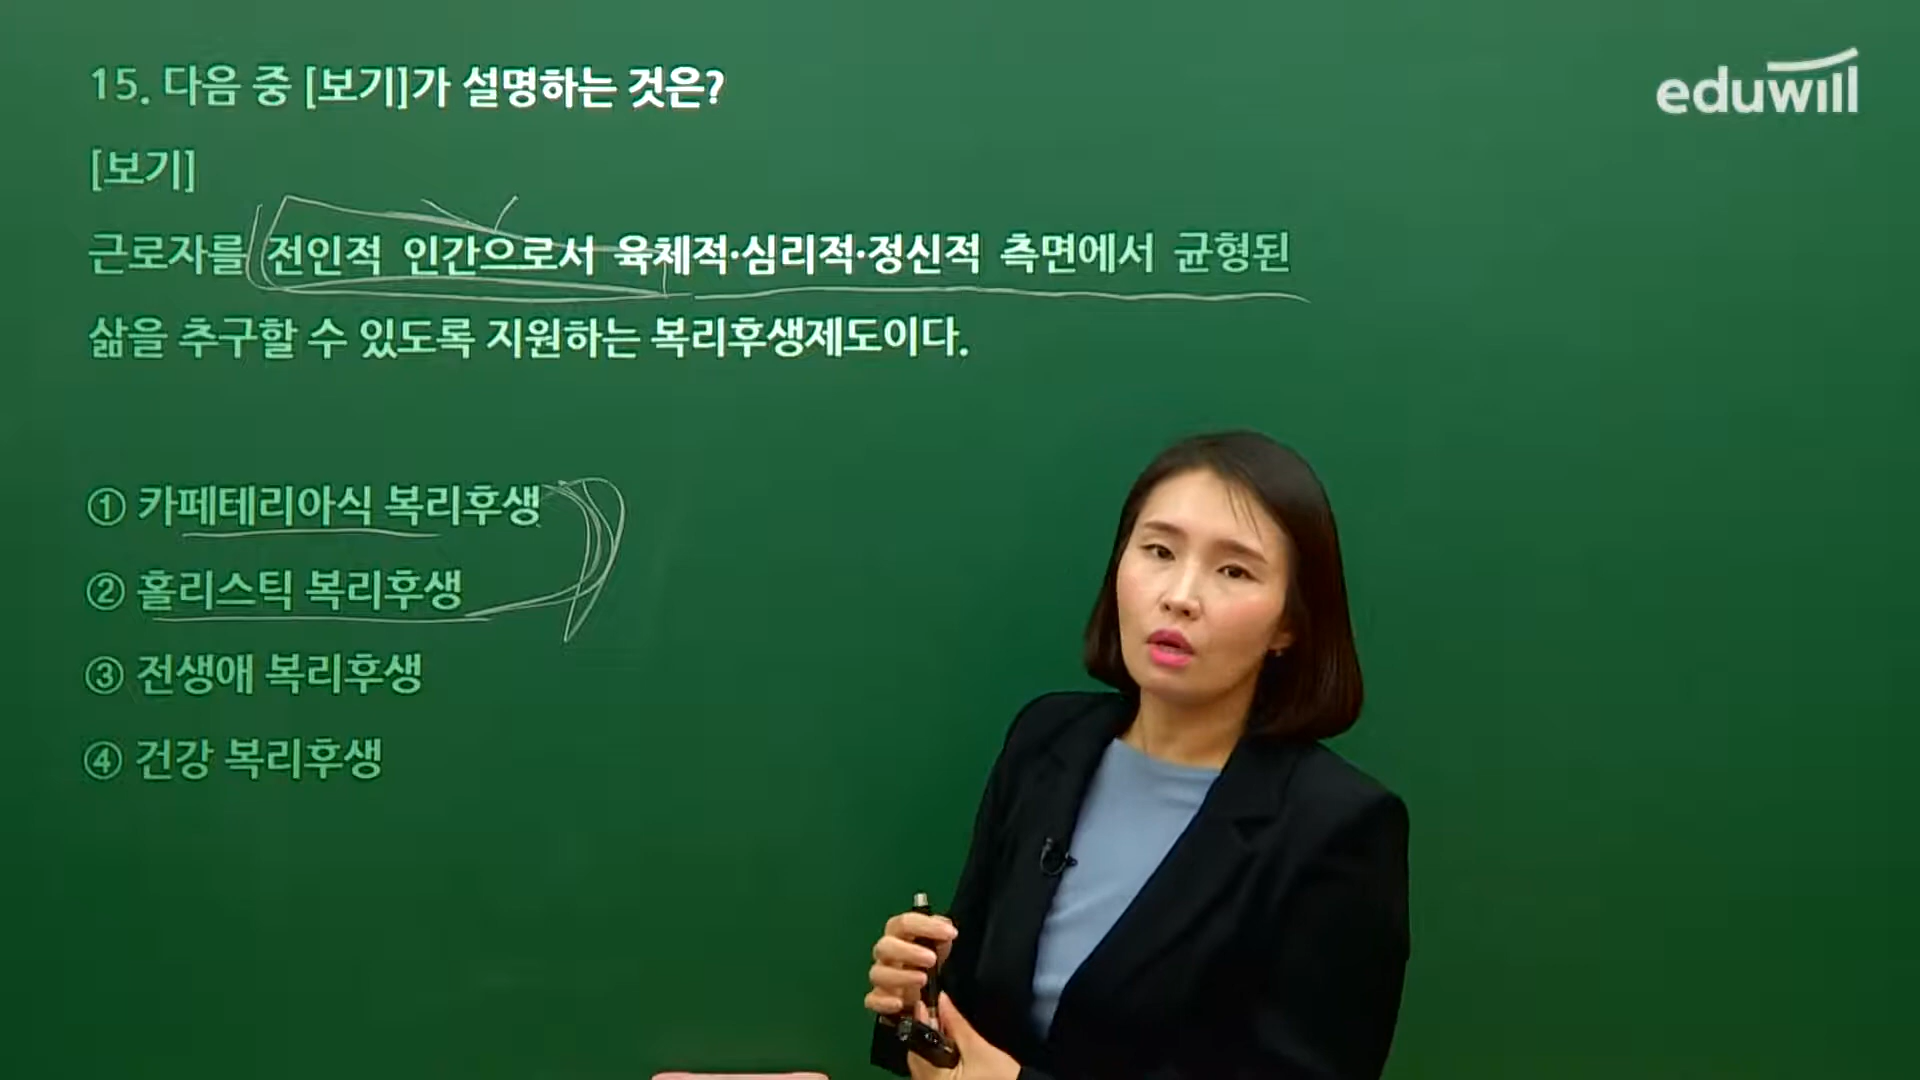 15. 다음 중 [보기]가 설명하는 것은?
eduwill
[보기]
근로자를 전인적 인간으로서 육체적·심리적·정신적 측면에서 균형된
삶을 추구할 수 있도록 지원하는 복리후생제도이다.
① 카페테리아식 복리후생
② 홀리스틱 복리후생
③ 전생애 복리후생
④ 건강 복리후생